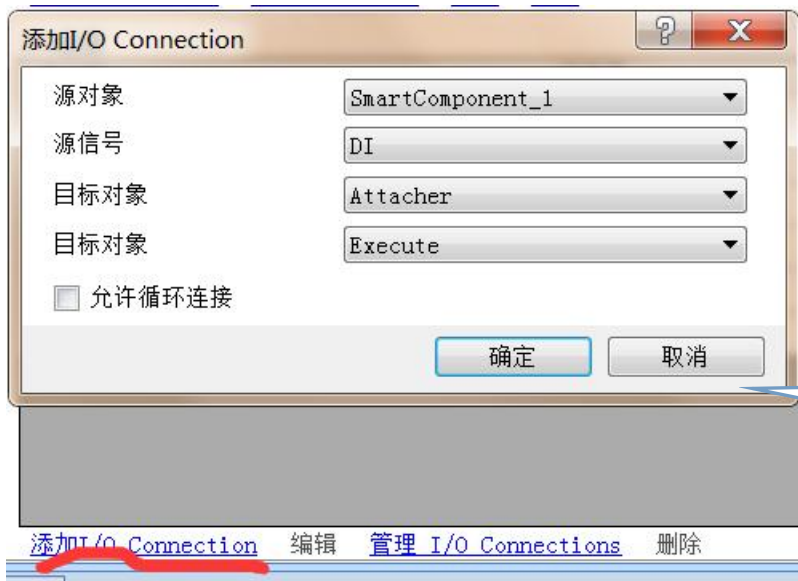 添加I/O Connection
源对象 SmartComponent_1
源信号 DI
目标对象 Attacher
目标对象 Execute
允许循环连接
确定 取消
添加I/O Connection 编辑 管理 I/O Connections 删除